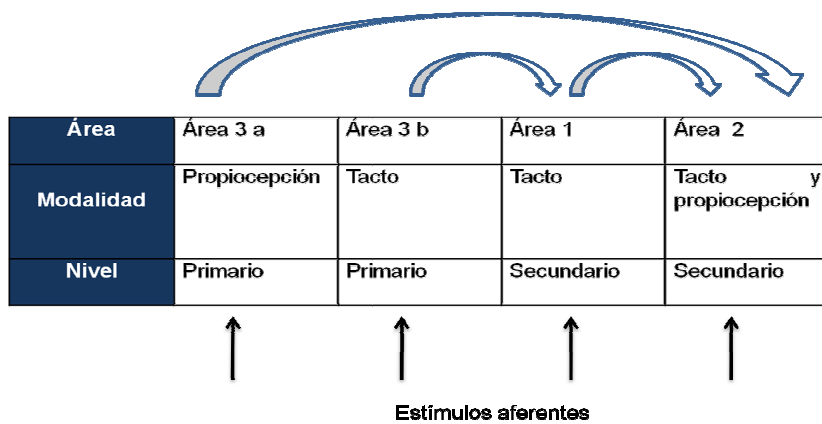 Área Área 3 a Área 3 b Área 1 Área 2
Modalidad Propiocepción Tacto Tacto Tacto y
propiocepción
Nivel Primario Primario Secundario Secundario
Estímulos aferentes